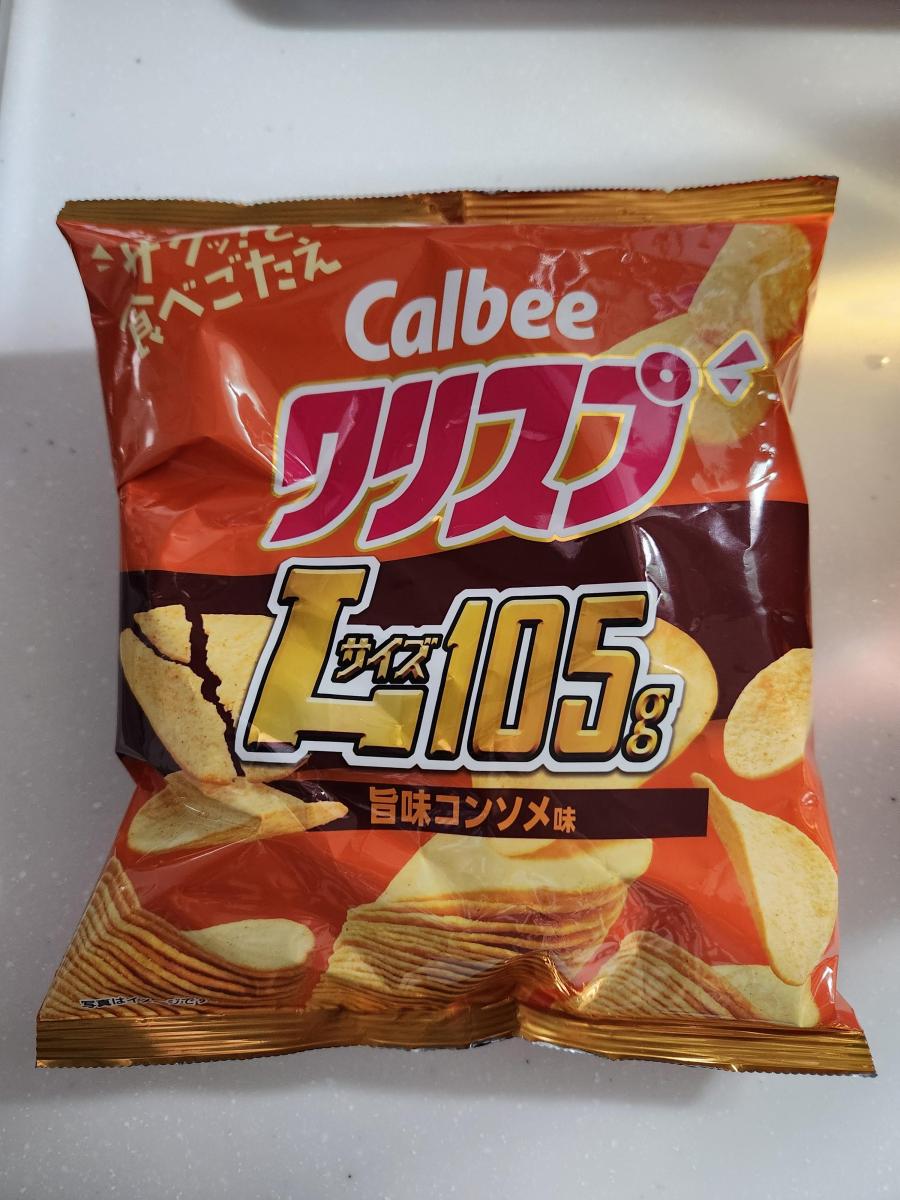 サクッ!と
食べごたえ
Calbee
クリスプ
Lサイズ105g
旨味コンソメ味
写真はイメージです